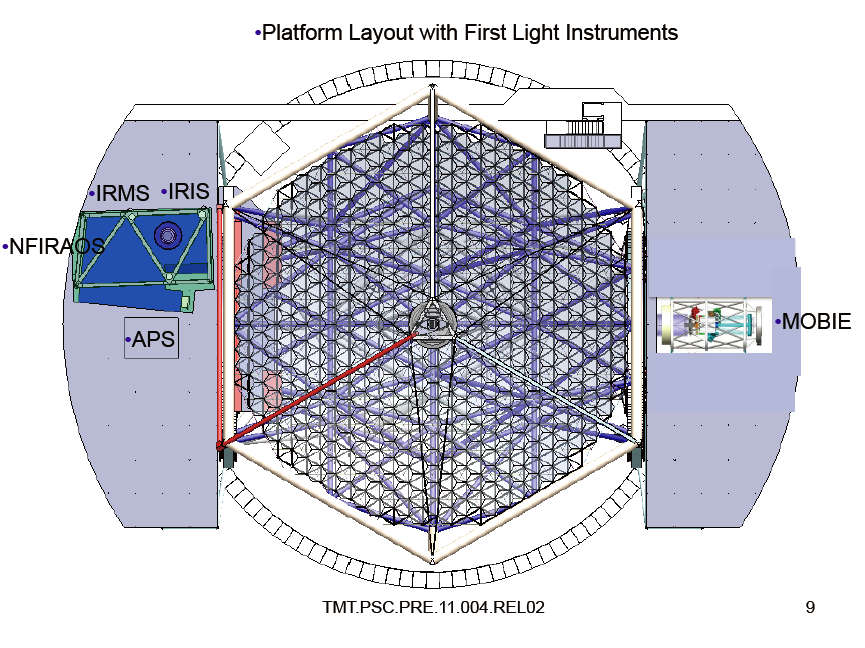 •Platform Layout with First Light Instruments
•IRMS •IRIS
•NFIRAOS
•APS
•MOBIE
TMT.PSC.PRE.11.004.REL02 9